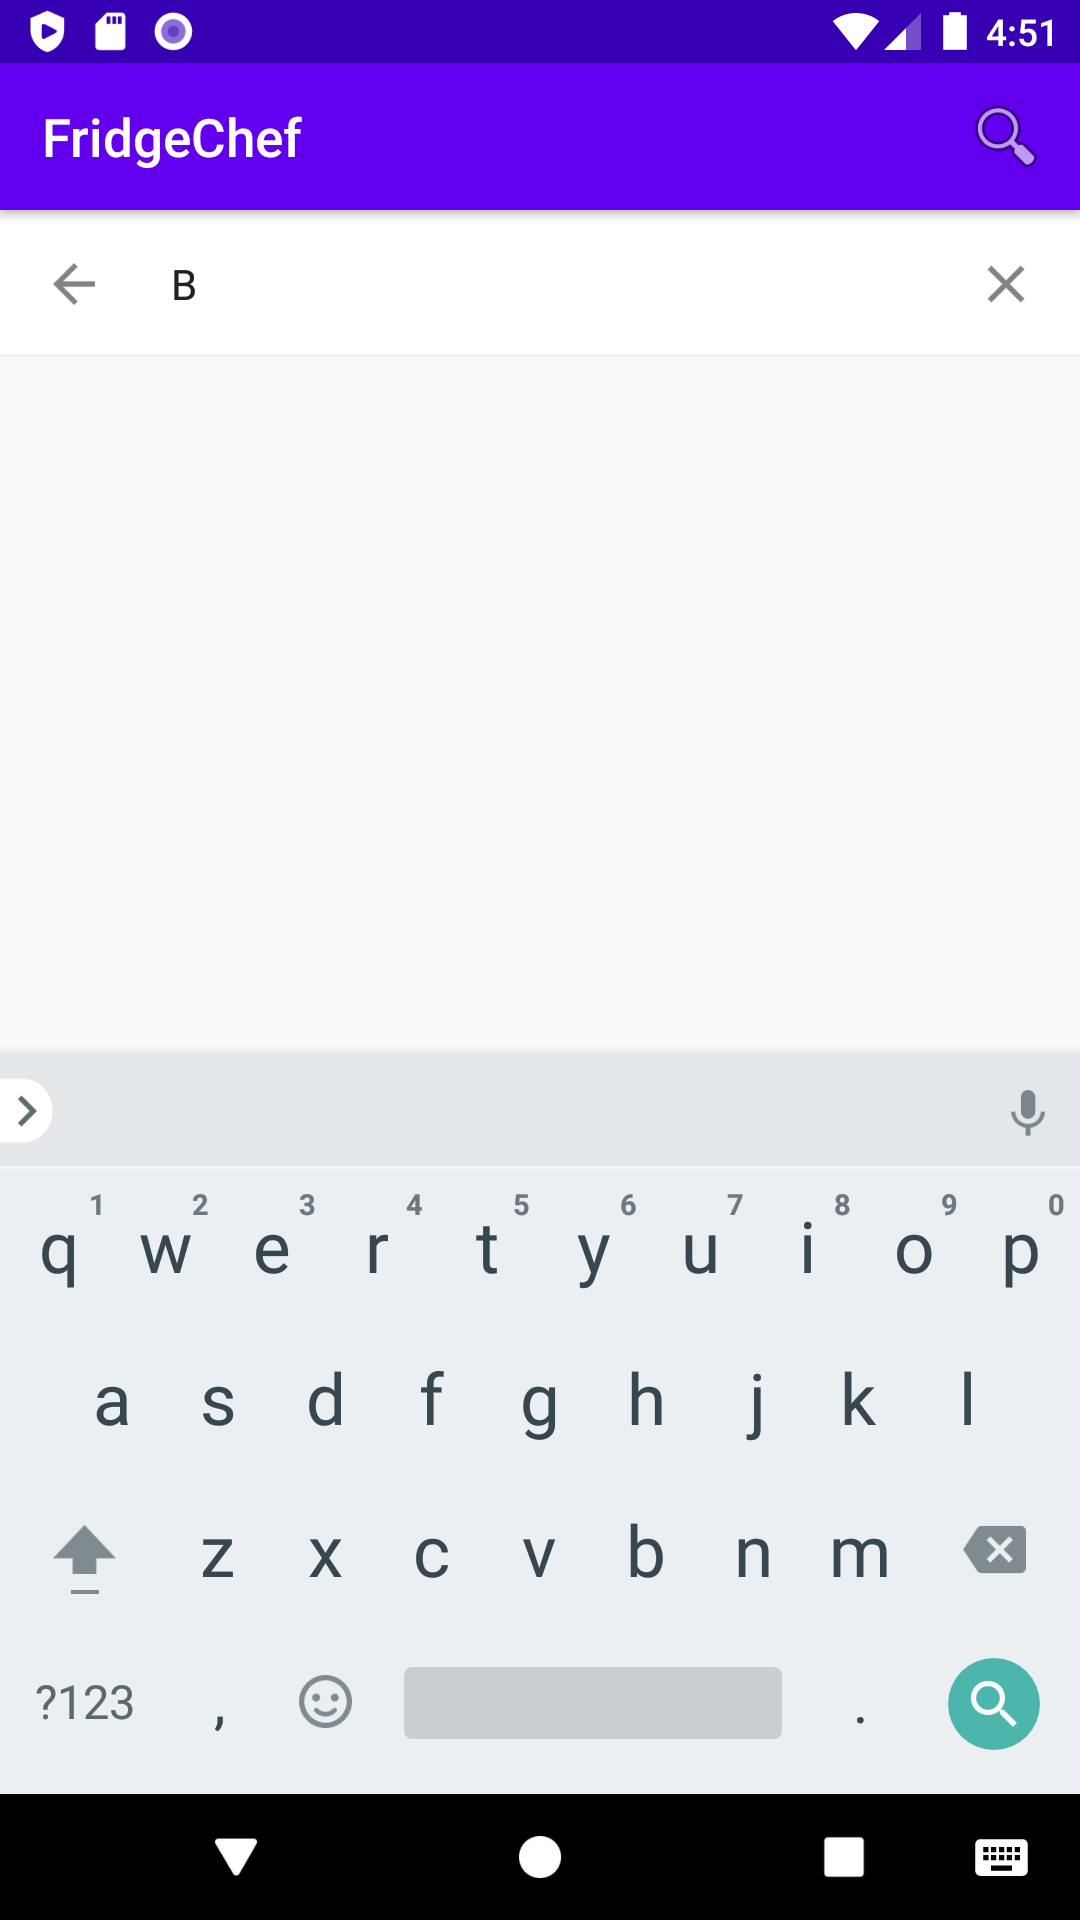 4:51
FridgeChef
B
1 2 3 4 5 6 7 8 9 0
q w e r t y u i o p
a s d f g h j k l
z x c v b n m
?123 , .